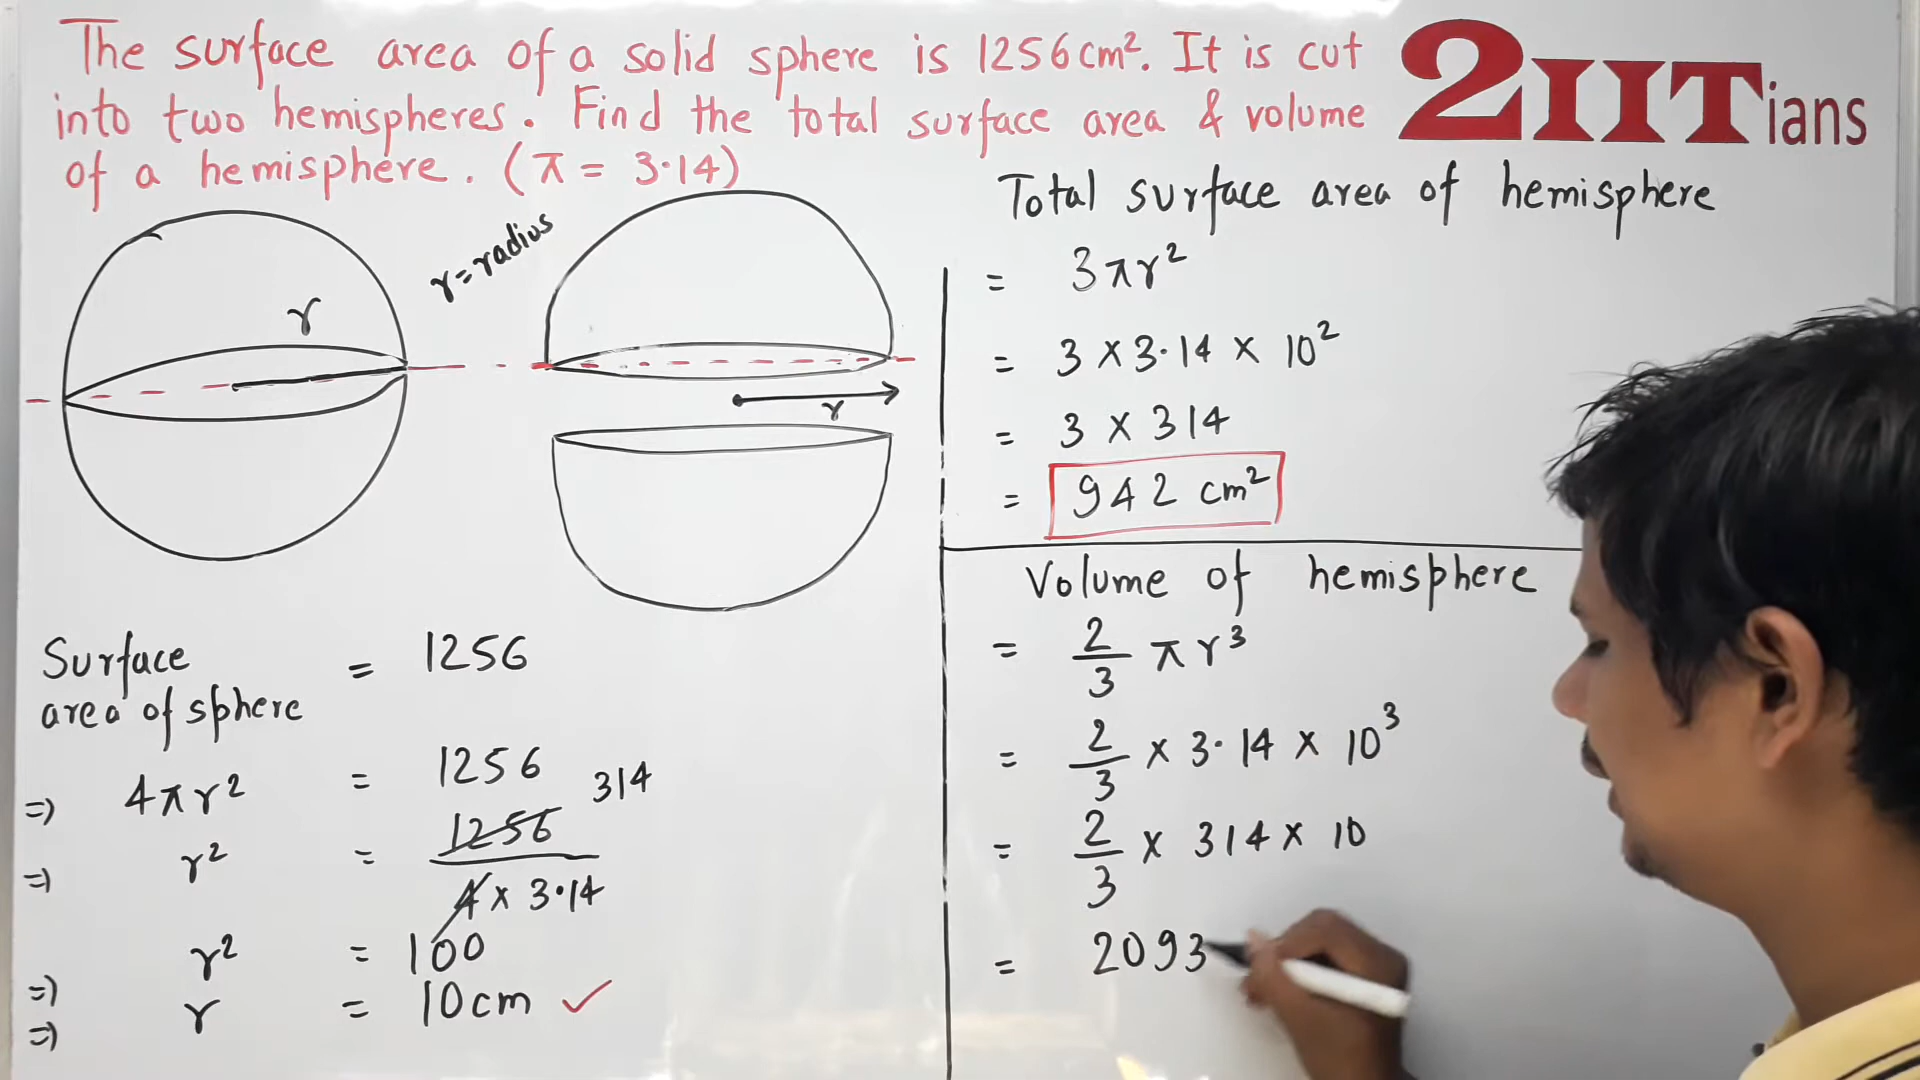 The surface area of a solid sphere is 1256cm². It is cut
into two hemispheres. Find the total surface area & volume
of a hemisphere. (π = 3·14)
2IITians
r
r=radius
r
Surface
area of sphere = 1256
=) 4πr² = 1256
=) r² = 1256 314
4 x 3·14
=) r² = 100
=) r = 10cm ✓
Total surface area of hemisphere
= 3πr²
= 3 x 3·14 x 10²
= 3 x 314
= 942 cm²
Volume of hemisphere
= 2/3 πr³
= 2/3 x 3·14 x 10³
= 2/3 x 314 x 10
= 2093